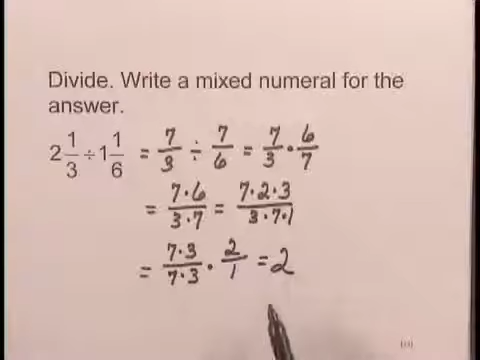 Divide. Write a mixed numeral for the
answer.
2 1/3 ÷ 1 1/6 = 7/3 ÷ 7/6 = 7/3 · 6/7
= 7·6/3·7 = 7·2·3/3·7·1
= 7·3/7·3 · 2/1 = 2